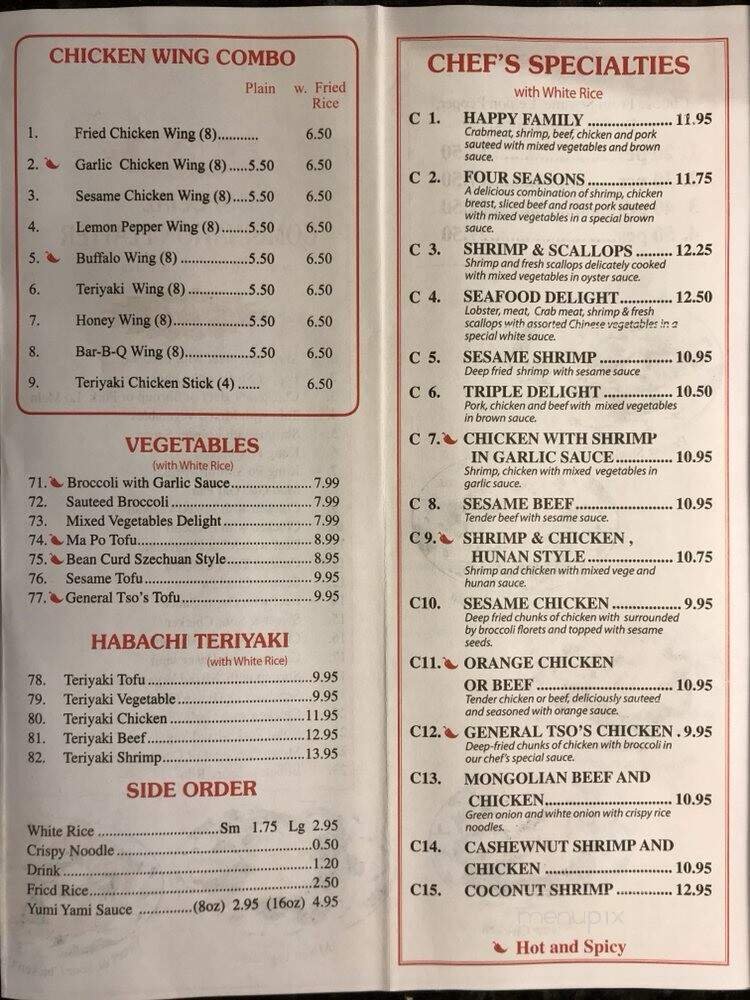 CHICKEN WING COMBO
Plain w. Fried
Rice
1. Fried Chicken Wing (8)........... 6.50
2. Garlic Chicken Wing (8).....5.50 6.50
3. Sesame Chicken Wing (8)....5.50 6.50
4. Lemon Pepper Wing (8).......5.50 6.50
5. Buffalo Wing (8) .................5.50 6.50
6. Teriyaki Wing (8)................5.50 6.50
7. Honey Wing (8)...................5.50 6.50
8. Bar-B-Q Wing (8)................5.50 6.50
9. Teriyaki Chicken Stick (4) ...... 6.50
VEGETABLES
(with White Rice)
71. Broccoli with Garlic Sauce.....................7.99
72. Sauteed Broccoli...................................7.99
73. Mixed Vegetables Delight......................7.99
74. Ma Po Tofu...........................................8.99
75. Bean Curd Szechuan Style.....................8.95
76. Sesame Tofu.........................................9.95
77. General Tso's Tofu................................9.95
HABACHI TERIYAKI
(with White Rice)
78. Teriyaki Tofu........................................9.95
79. Teriyaki Vegetable................................9.95
80. Teriyaki Chicken.................................11.95
81. Teriyaki Beef......................................12.95
82. Teriyaki Shrimp...................................13.95
SIDE ORDER
White Rice ...........................Sm 1.75 Lg 2.95
Crispy Noodle............................................0.50
Drink..........................................................1.20
Fricd Rice...................................................2.50
Yumi Yami Sauce .............(8oz) 2.95 (16oz) 4.95
CHEF'S SPECIALTIES
with White Rice
C 1. HAPPY FAMILY .....................11.95
Crabmeat, shrimp, beef, chicken and pork
sauteed with mixed vegetables and brown
sauce.
C 2. FOUR SEASONS .....................11.75
A delicious combination of shrimp, chicken
breast, sliced beef and roast pork sauteed
with mixed vegetables in a special brown
sauce.
C 3. SHRIMP & SCALLOPS .........12.25
Shrimp and fresh scallops delicately cooked
with mixed vegetables in oyster sauce.
C 4. SEAFOOD DELIGHT.............12.50
Lobster, meat, Crab meat, shrimp & fresh
scallops with assorted Chinese vegetables in a
special white sauce.
C 5. SESAME SHRIMP ..................10.95
Deep fried shrimp with sesame sauce
C 6. TRIPLE DELIGHT .................10.50
Pork, chicken and beef with mixed vegetables
in brown sauce.
C 7. CHICKEN WITH SHRIMP
IN GARLIC SAUCE..............10.95
Shrimp, chicken with mixed vegetables in
garlic sauce.
C 8. SESAME BEEF........................10.95
Tender beef with sesame sauce.
C 9. SHRIMP & CHICKEN ,
HUNAN STYLE.....................10.75
Shrimp and chicken with mixed vege and
hunan sauce.
C10. SESAME CHICKEN .................9.95
Deep fried chunks of chicken with surrounded
by broccoli florets and topped with sesame
seeds.
C11. ORANGE CHICKEN
OR BEEF ..................................10.95
Tender chicken or beef, deliciously sauteed
and seasoned with orange sauce.
C12. GENERAL TSO'S CHICKEN .9.95
Deep-fried chunks of chicken with broccoli in
our chef's special sauce.
C13. MONGOLIAN BEEF AND
CHICKEN................................10.95
Green onion and wihte onion with crispy rice
noodles.
C14. CASHEWNUT SHRIMP AND
CHICKEN ................................10.95
C15. COCONUT SHRIMP ..............12.95
menupix
Hot and Spicy